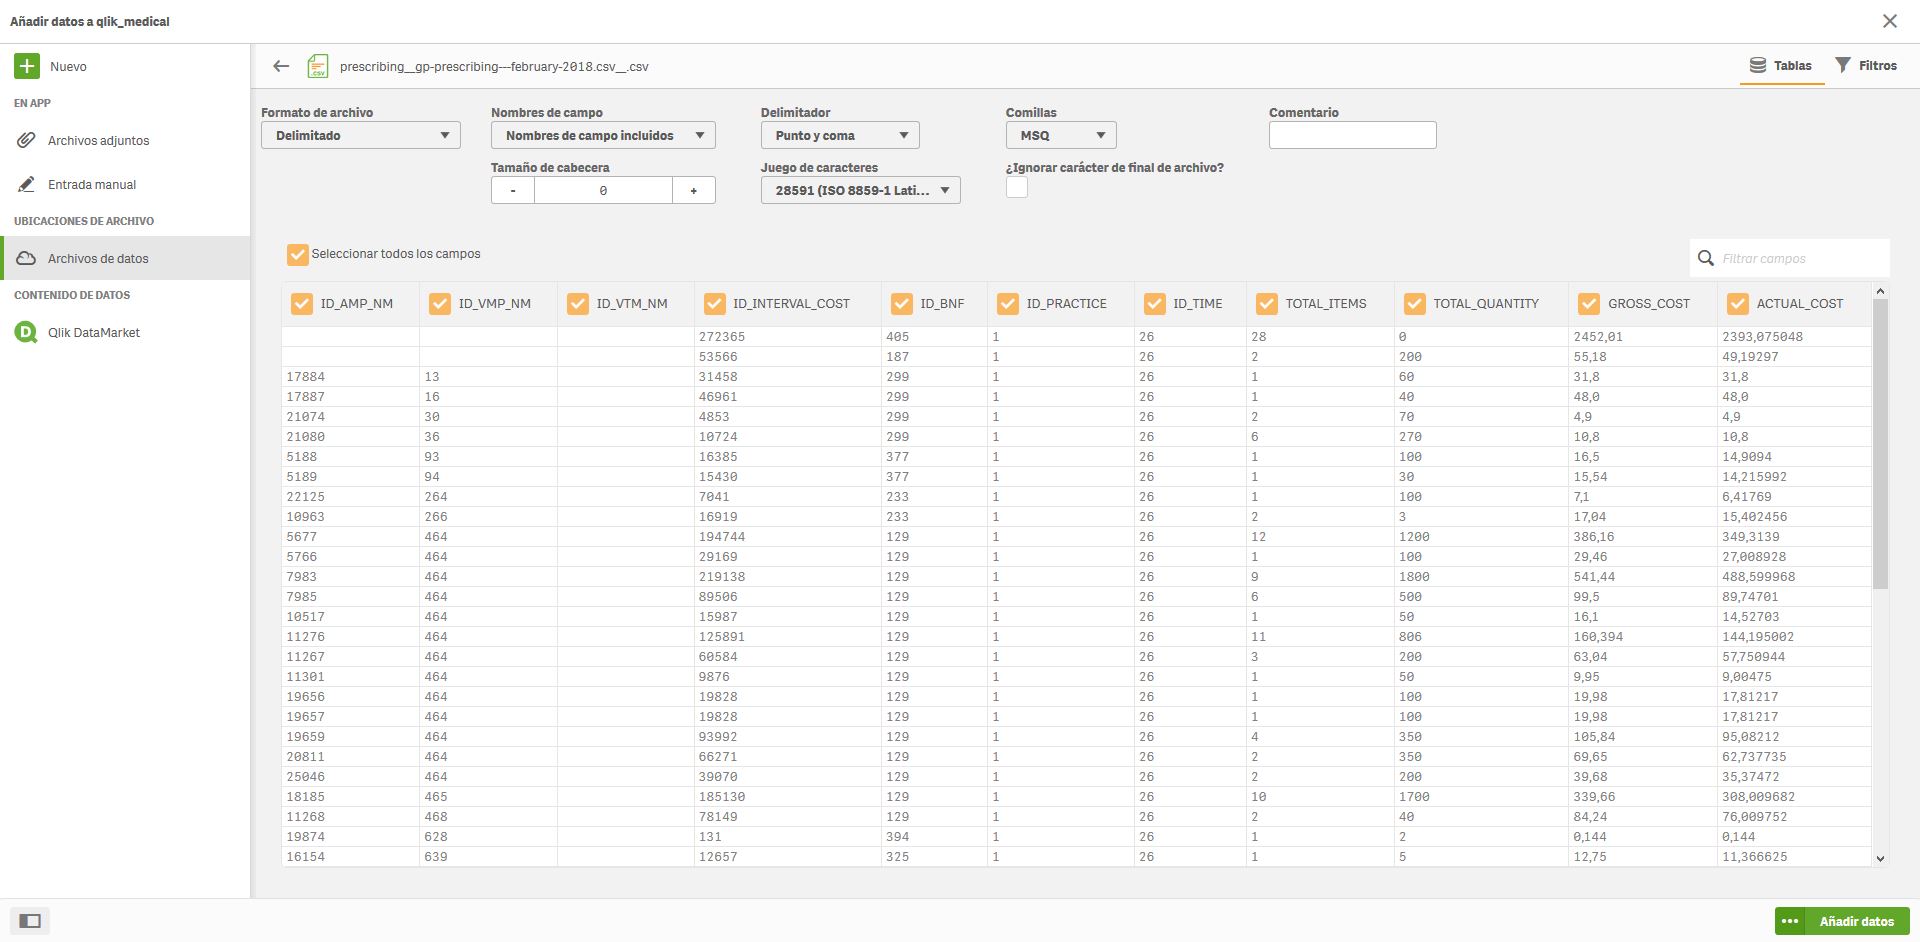 Añadir datos a qlik_medical
Nuevo
EN APP
Archivos adjuntos
Entrada manual
UBICACIONES DE ARCHIVO
Archivos de datos
CONTENIDO DE DATOS
Qlik DataMarket
prescribing__gp-prescribing---february-2018.csv__.csv
Tablas Filtros
Formato de archivo Nombres de campo Delimitador Comillas Comentario
Delimitado Nombres de campo incluidos Punto y coma MSQ
Tamaño de cabecera Juego de caracteres ¿Ignorar carácter de final de archivo?
- 0 + 28591 (ISO 8859-1 Lati...
Seleccionar todos los campos Filtrar campos
ID_AMP_NM ID_VMP_NM ID_VTM_NM ID_INTERVAL_COST ID_BNF ID_PRACTICE ID_TIME TOTAL_ITEMS TOTAL_QUANTITY GROSS_COST ACTUAL_COST
272365 405 1 26 28 0 2452,01 2393,075048
53566 187 1 26 2 200 55,18 49,19297
17884 13 31458 299 1 26 1 60 31,8 31,8
17887 16 46961 299 1 26 1 40 48,0 48,0
21074 30 4853 299 1 26 2 70 4,9 4,9
21080 36 10724 299 1 26 6 270 10,8 10,8
5188 93 16385 377 1 26 1 100 16,5 14,9094
5189 94 15430 377 1 26 1 30 15,54 14,215992
22125 264 7041 233 1 26 1 100 7,1 6,41769
10963 266 16919 233 1 26 2 3 17,04 15,402456
5677 464 194744 129 1 26 12 1200 386,16 349,3139
5766 464 29169 129 1 26 1 100 29,46 27,008928
7983 464 219138 129 1 26 9 1800 541,44 488,599968
7985 464 89506 129 1 26 6 500 99,5 89,74701
10517 464 15987 129 1 26 1 50 16,1 14,52703
11276 464 125891 129 1 26 11 806 160,394 144,195002
11267 464 60584 129 1 26 3 200 63,04 57,750944
11301 464 9876 129 1 26 1 50 9,95 9,00475
19656 464 19828 129 1 26 1 100 19,98 17,81217
19657 464 19828 129 1 26 1 100 19,98 17,81217
19659 464 93992 129 1 26 4 350 105,84 95,08212
20811 464 66271 129 1 26 2 350 69,65 62,737735
25046 464 39070 129 1 26 2 200 39,68 35,37472
18185 465 185130 129 1 26 10 1700 339,66 308,009682
11268 468 78149 129 1 26 2 40 84,24 76,009752
19874 628 131 394 1 26 1 2 0,144 0,144
16154 639 12657 325 1 26 1 5 12,75 11,366625
Añadir datos